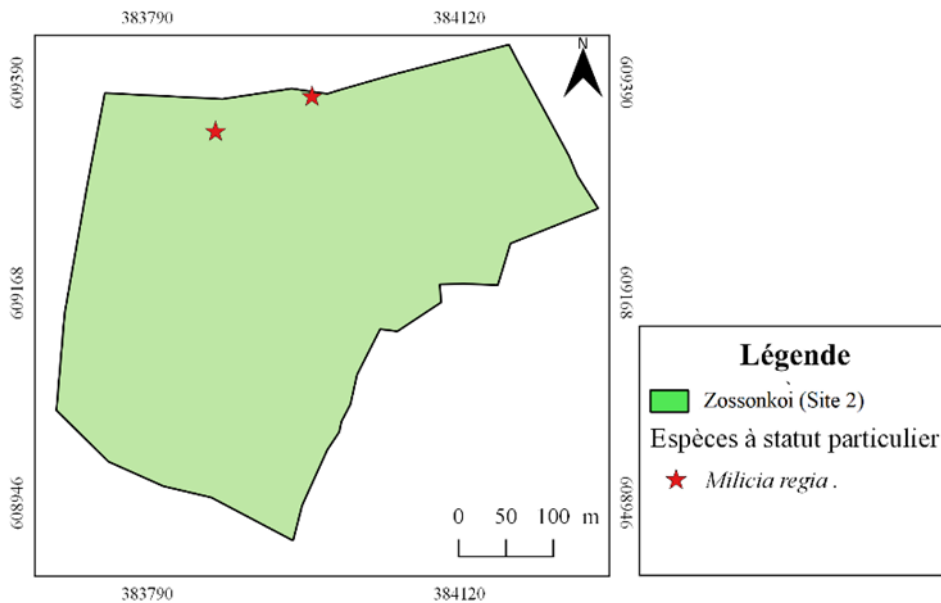 383790 384120
N
609390 609390
609168 609168
Légende
Zossonkoi (Site 2)
Espèces à statut particulier
Milicia regia .
608946 608946
0 50 100 m
383790 384120